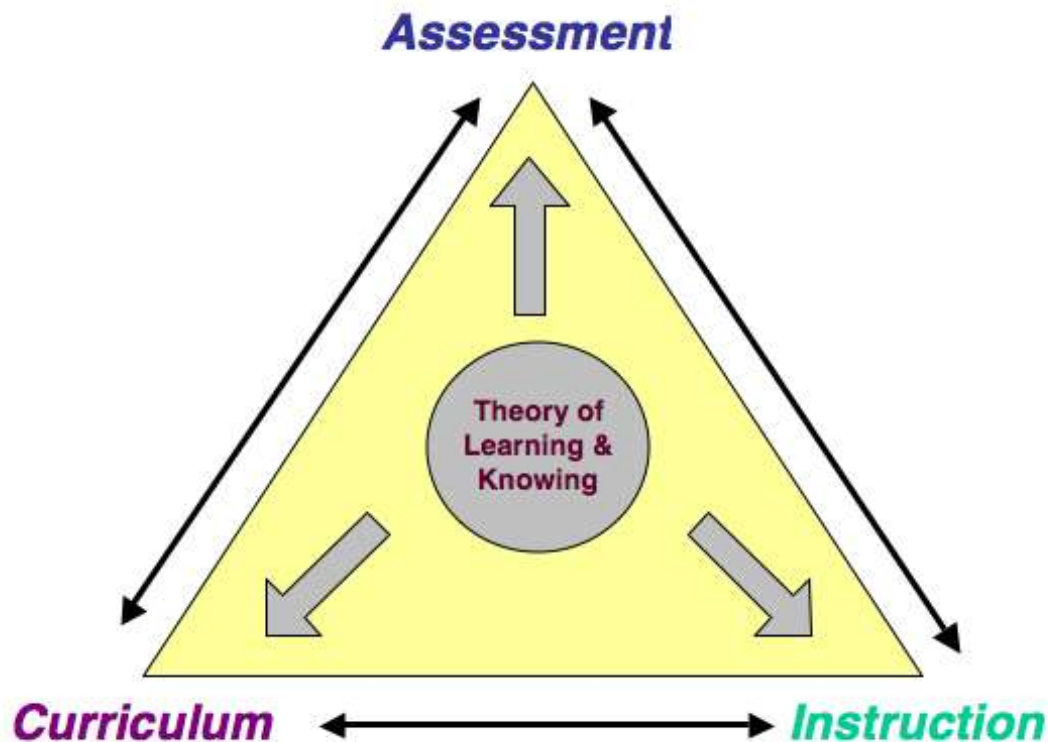 Assessment
Theory of
Learning &
Knowing
Curriculum
Instruction